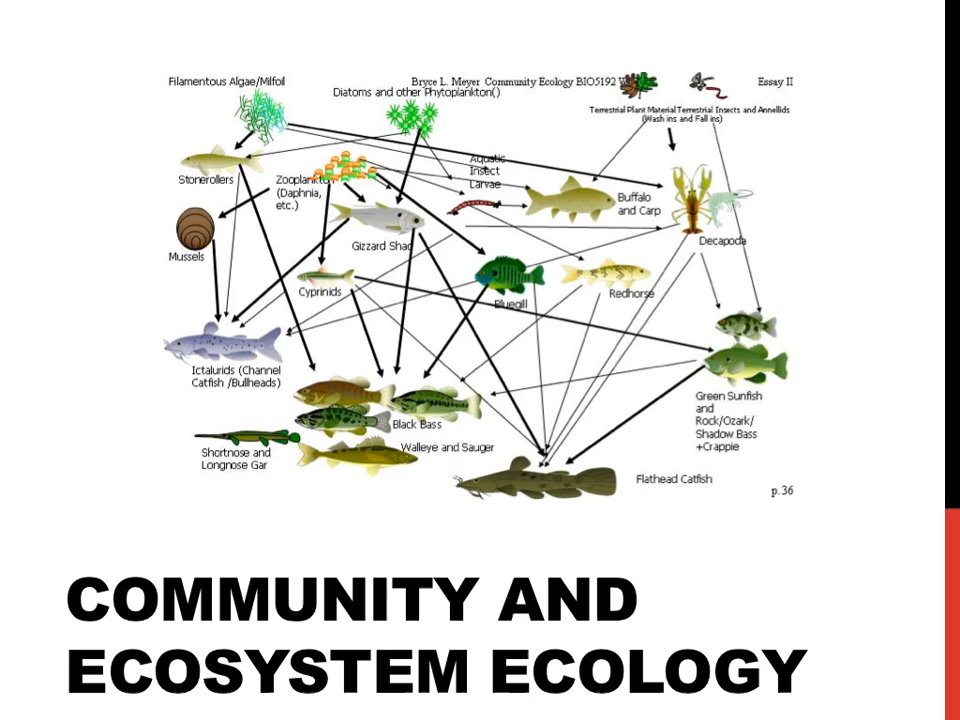 Filamentous Algae/Milfoil
Bryce L. Meyer Community Ecology BIO5192
Essay II
Diatoms and other Phytoplankton()
Terrestrial Plant Material
Terrestrial Insects and Annellids
(Wash ins and Fall ins)
Stonerollers
Zooplankton
(Daphnia,
etc.)
Aquatic
Insect
Larvae
Buffalo
and Carp
Mussels
Gizzard Shad
Decapoda
Cyprinids
Bluegill
Redhorse
Ictalurids (Channel
Catfish /Bullheads)
Green Sunfish
and
Rock/Ozark/
Shadow Bass
+Crappie
Black Bass
Shortnose and
Longnose Gar
Walleye and Sauger
Flathead Catfish
p.36
COMMUNITY AND
ECOSYSTEM ECOLOGY